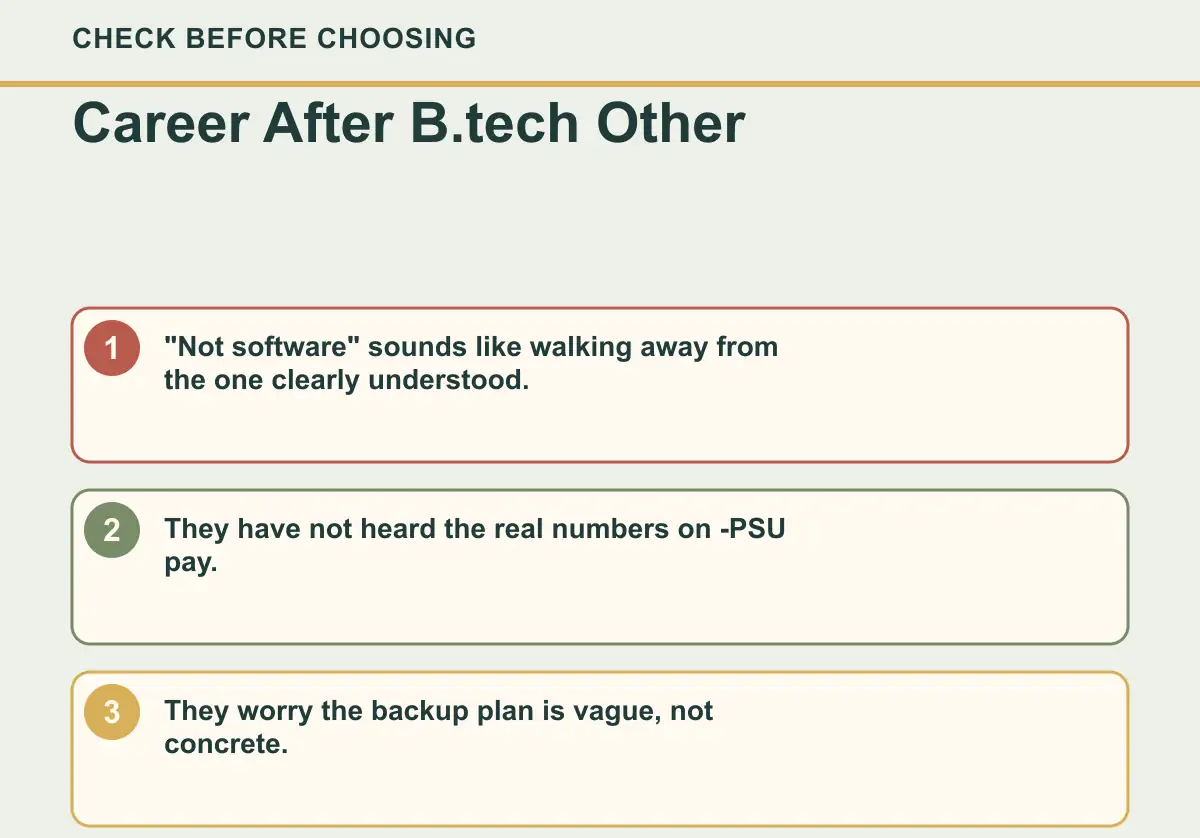 CHECK BEFORE CHOOSING
Career After B.tech Other
1
"Not software" sounds like walking away from
the one clearly understood.
2
They have not heard the real numbers on -PSU
pay.
3
They worry the backup plan is vague, not
concrete.